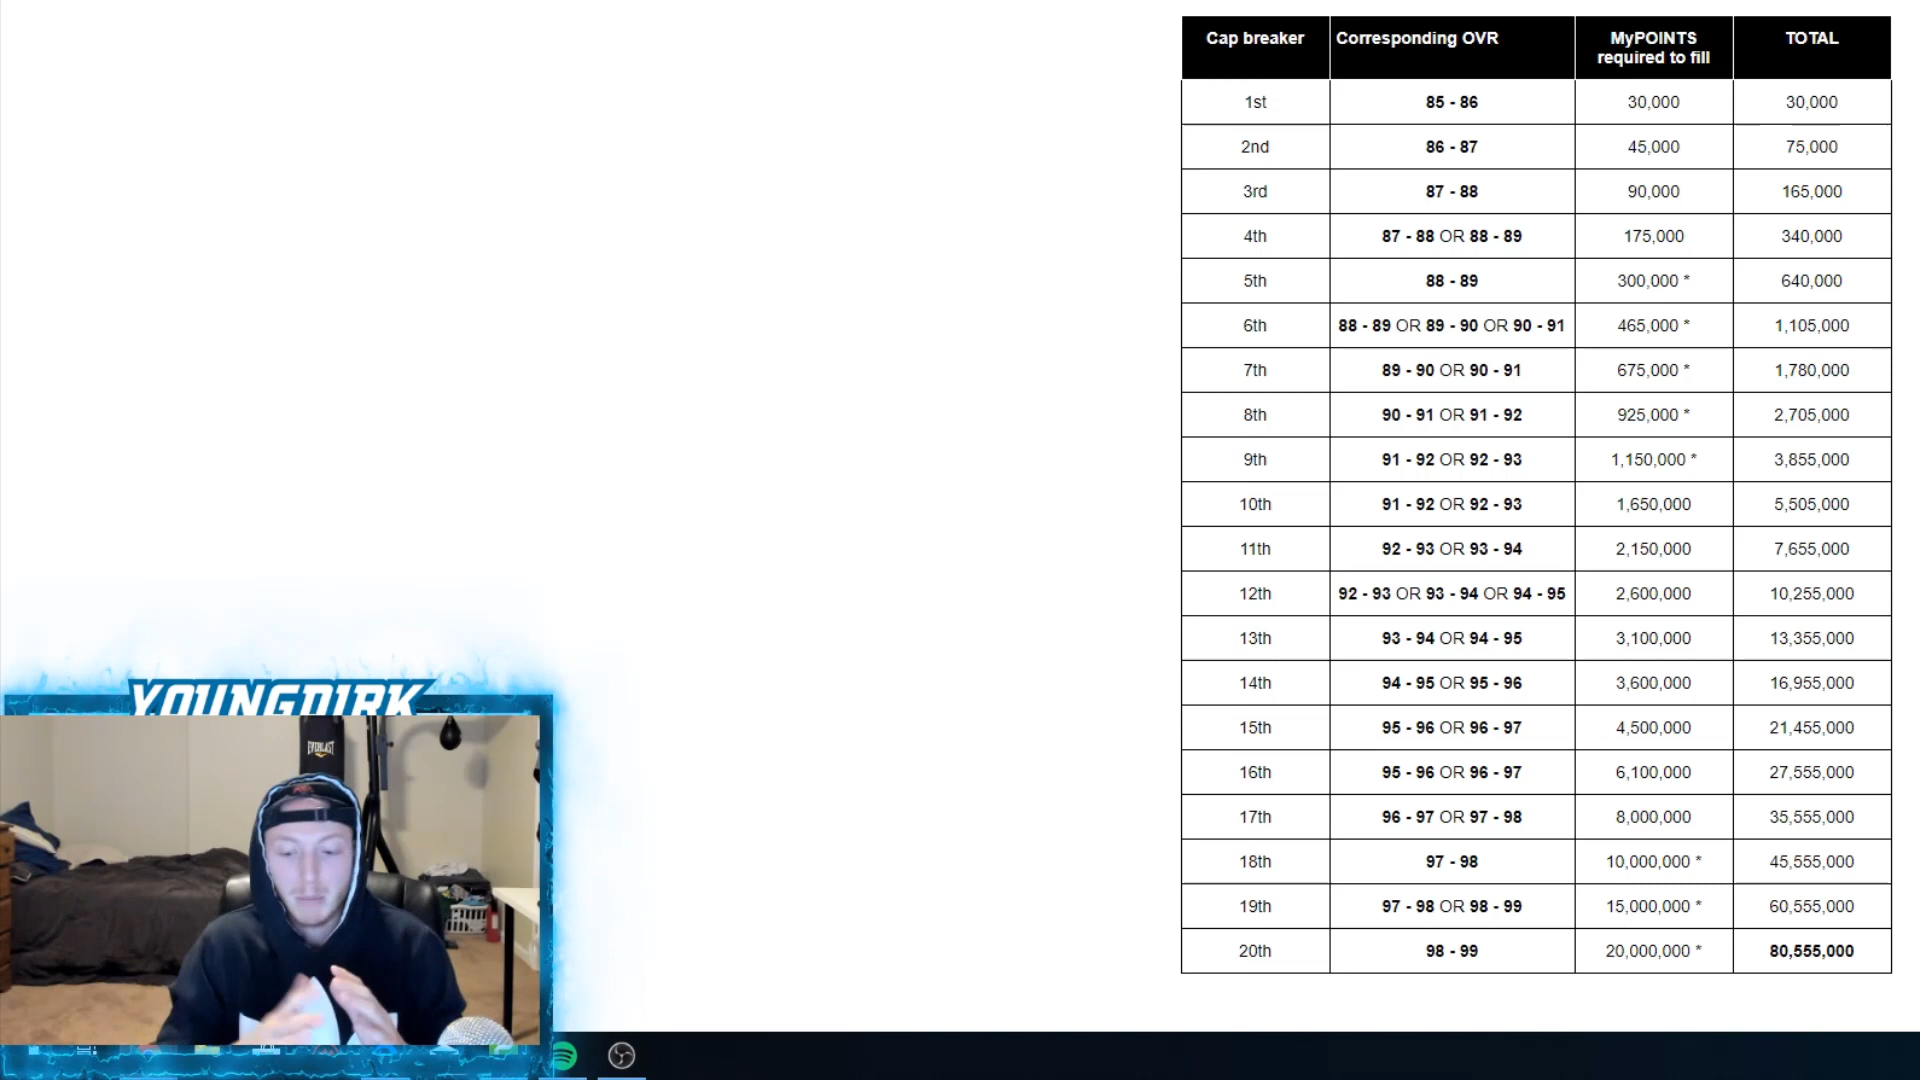 Cap breaker Corresponding OVR MyPOINTS required to fill TOTAL
1st 85 - 86 30,000 30,000
2nd 86 - 87 45,000 75,000
3rd 87 - 88 90,000 165,000
4th 87 - 88 OR 88 - 89 175,000 340,000
5th 88 - 89 300,000 * 640,000
6th 88 - 89 OR 89 - 90 OR 90 - 91 465,000 * 1,105,000
7th 89 - 90 OR 90 - 91 675,000 * 1,780,000
8th 90 - 91 OR 91 - 92 925,000 * 2,705,000
9th 91 - 92 OR 92 - 93 1,150,000 * 3,855,000
10th 91 - 92 OR 92 - 93 1,650,000 5,505,000
11th 92 - 93 OR 93 - 94 2,150,000 7,655,000
12th 92 - 93 OR 93 - 94 OR 94 - 95 2,600,000 10,255,000
13th 93 - 94 OR 94 - 95 3,100,000 13,355,000
14th 94 - 95 OR 95 - 96 3,600,000 16,955,000
15th 95 - 96 OR 96 - 97 4,500,000 21,455,000
16th 95 - 96 OR 96 - 97 6,100,000 27,555,000
17th 96 - 97 OR 97 - 98 8,000,000 35,555,000
18th 97 - 98 10,000,000 * 45,555,000
19th 97 - 98 OR 98 - 99 15,000,000 * 60,555,000
20th 98 - 99 20,000,000 * 80,555,000
YOUNGDIRK
EVERLAST